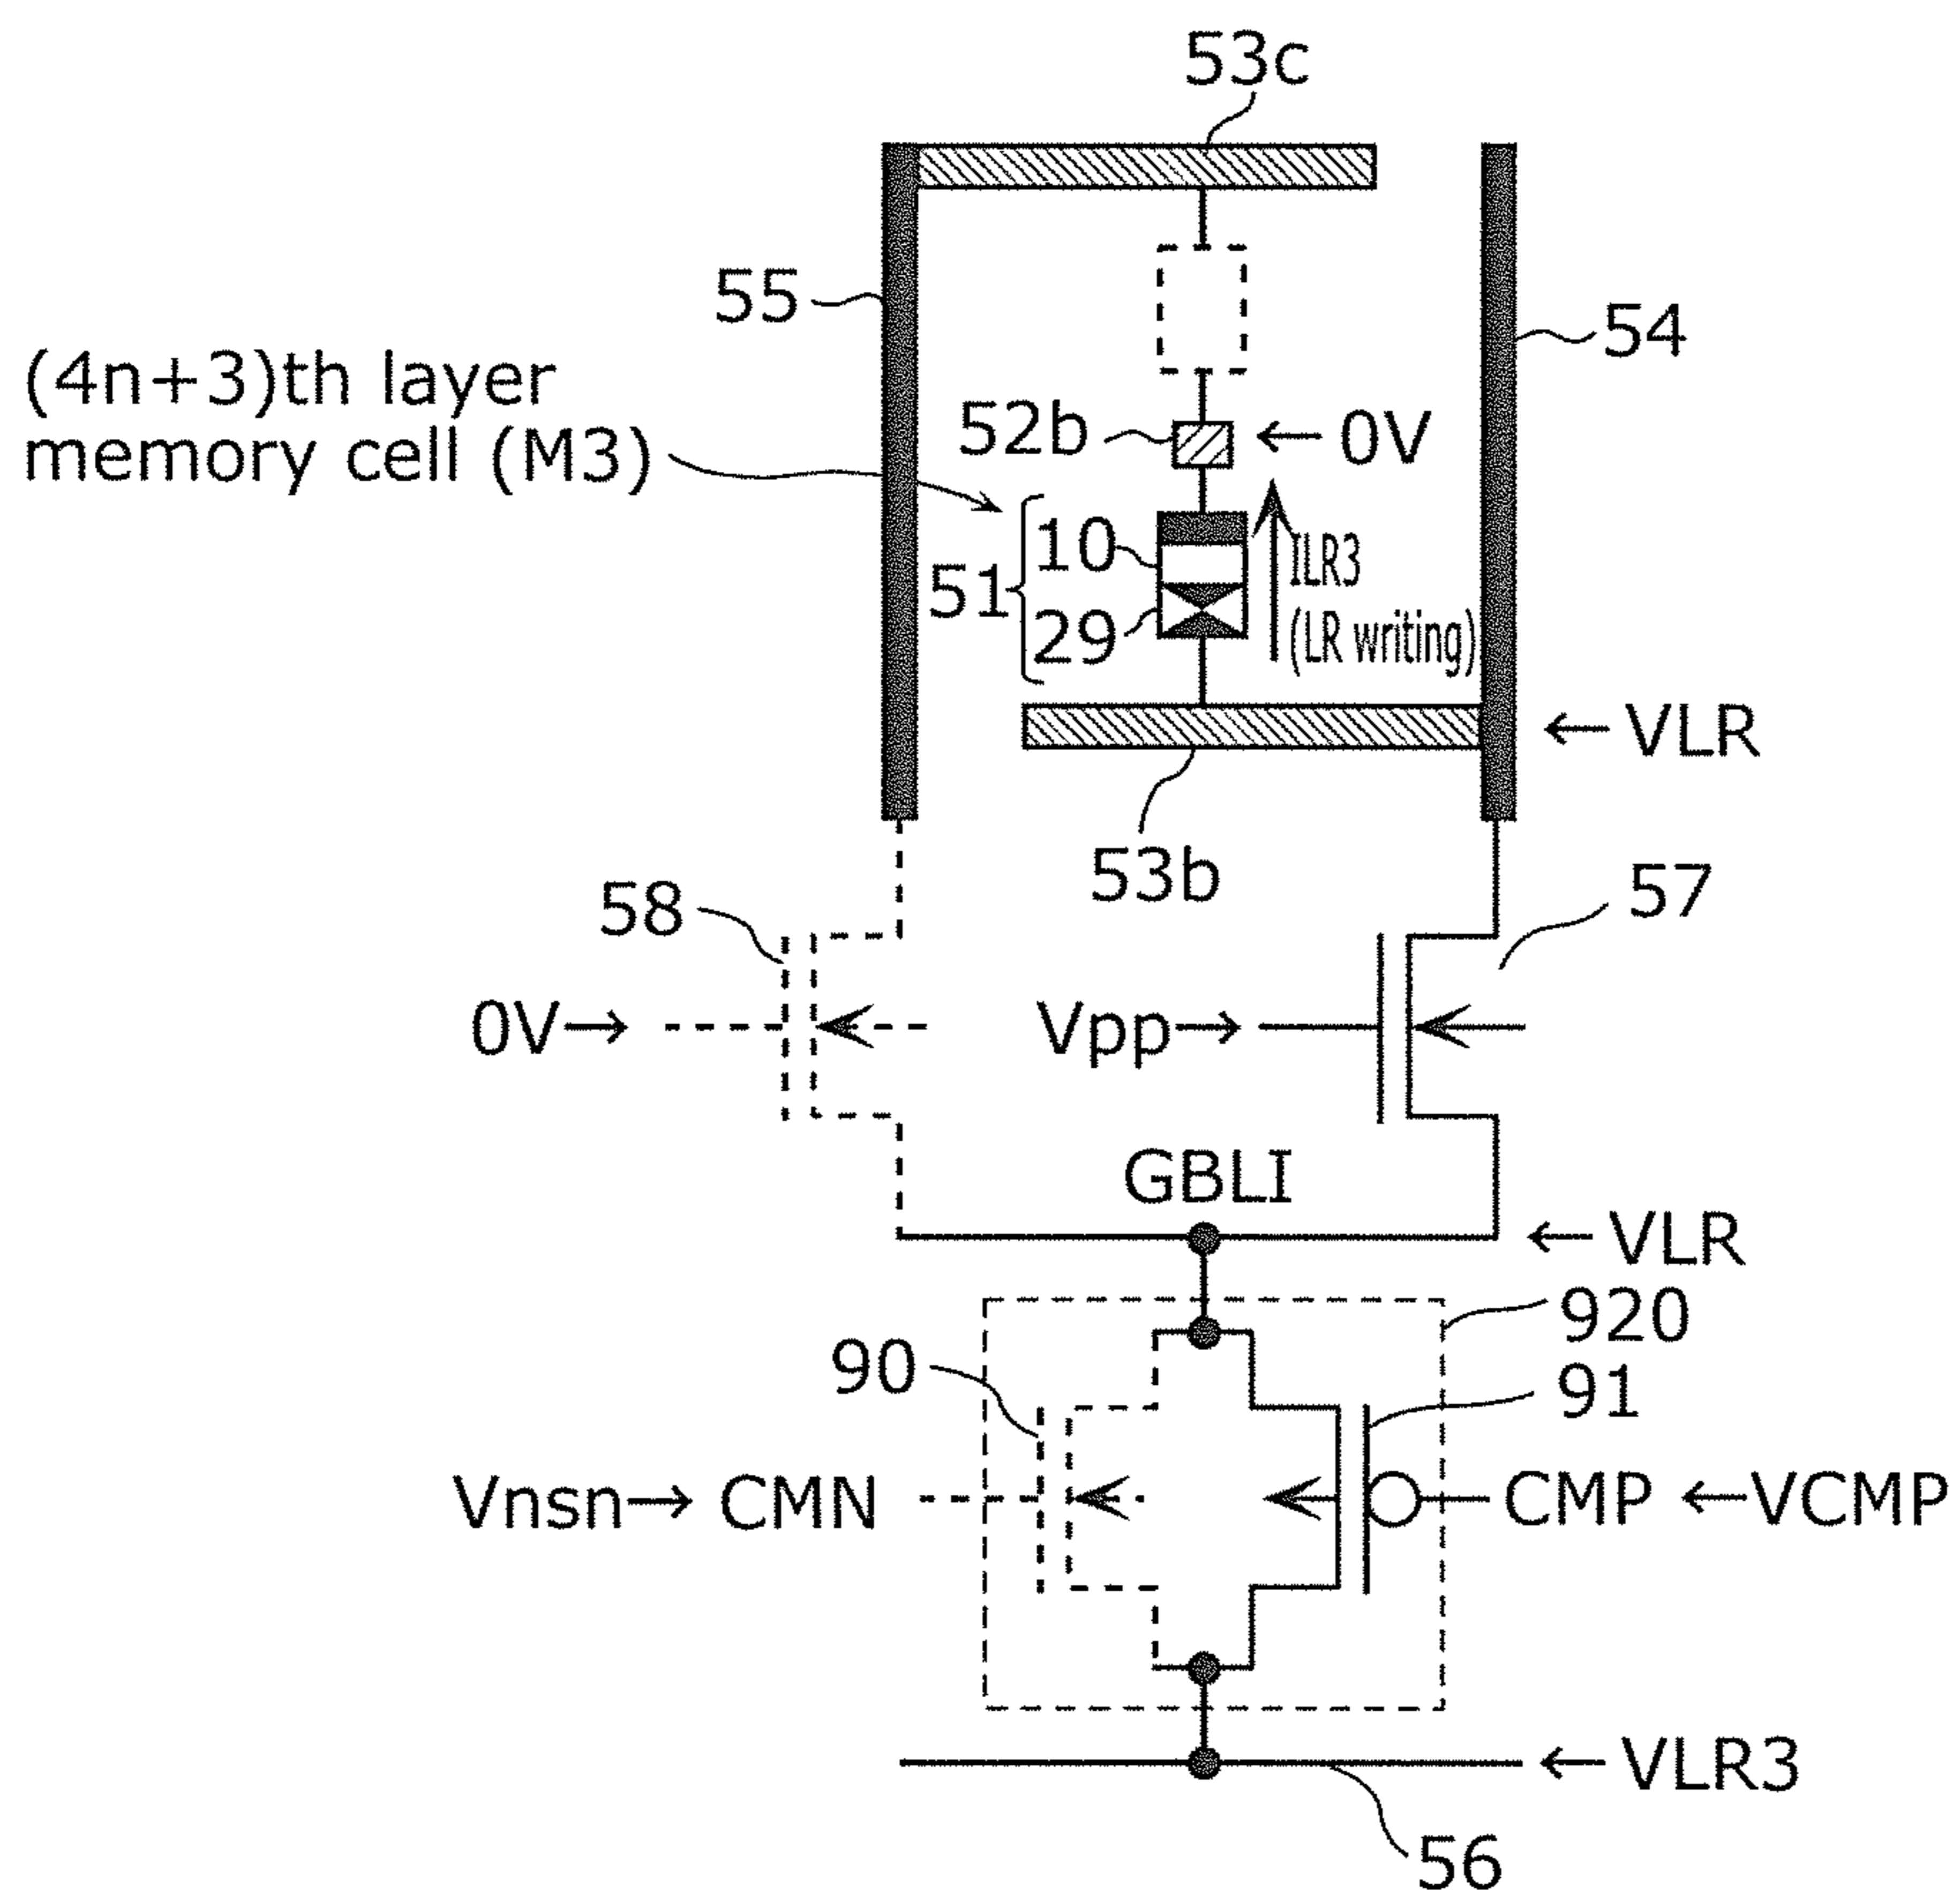 53c
55
54
(4n+3)th layer
memory cell (M3)
52b
←0V
10
51
29
ILR3
(LR writing)
←VLR
53b
58
57
0V→
Vpp→
GBLI
←VLR
920
90
91
Vnsn→ CMN
CMP ←VCMP
←VLR3
56